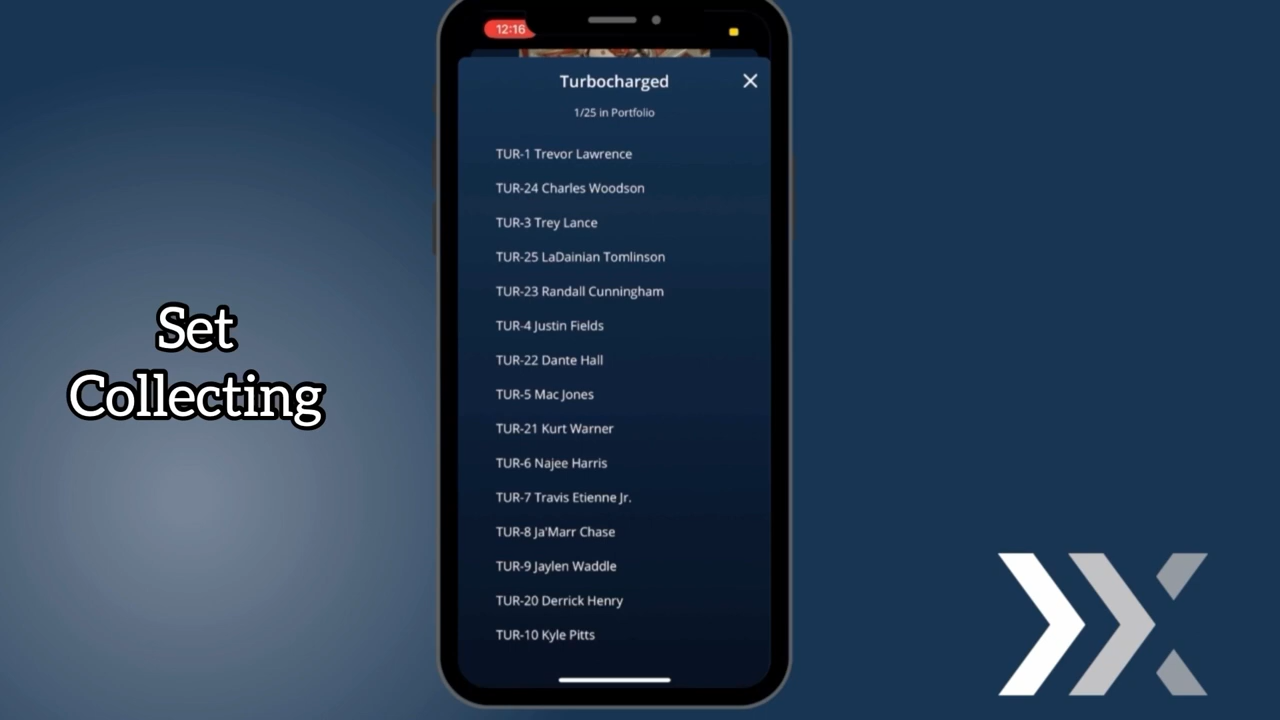 12:16
Turbocharged
1/25 in Portfolio
TUR-1 Trevor Lawrence
TUR-24 Charles Woodson
TUR-3 Trey Lance
TUR-25 LaDainian Tomlinson
TUR-23 Randall Cunningham
TUR-4 Justin Fields
TUR-22 Dante Hall
TUR-5 Mac Jones
TUR-21 Kurt Warner
TUR-6 Najee Harris
TUR-7 Travis Etienne Jr.
TUR-8 Ja'Marr Chase
TUR-9 Jaylen Waddle
TUR-20 Derrick Henry
TUR-10 Kyle Pitts
Set
Collecting